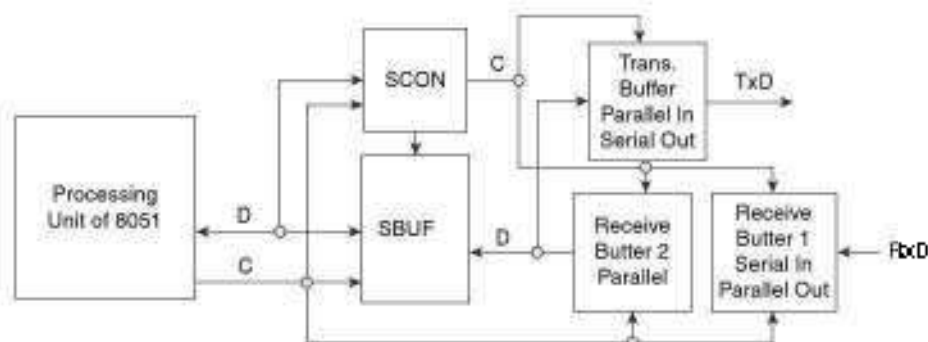 Processing
Unit of 8051
D
C
SCON
SBUF
C
D
Trans.
Buffer
Parallel In
Serial Out
TxD
Receive
Butter 2
Parallel
Receive
Butter 1
Serial In
Parallel Out
RxD